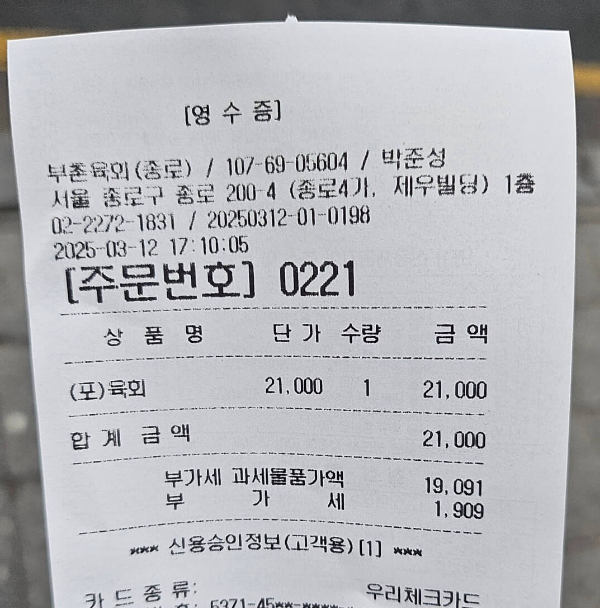 [영 수 증]
부촌육회(종로) / 107-69-05604 / 박준성
서울 종로구 종로 200-4 (종로4가, 제우빌딩) 1층
02-2272-1831 / 20250312-01-0198
2025-03-12 17:10:05
[주문번호] 0221
상 품 명 단 가 수량 금 액
(포)육회 21,000 1 21,000
합 계 금 액 21,000
부가세 과세물품가액 19,091
부 가 세 1,909
*** 신용승인정보(고객용)[1] ***
카 드 종 류: 우리체크카드
5371-45**-****